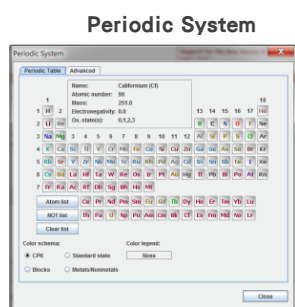 Periodic System
Periodic System
Periodic Table Advanced
Name: Californium (Cf)
Atomic number: 98
Mass: 251.0
Electronegativity: 0.0
Ox. state(s): 0,1,2,3
1 18
1 H 2 13 14 15 16 17 He
2 Li Be B C N O F Ne
3 Na Mg 3 4 5 6 7 8 9 10 11 12 Al Si P S Cl Ar
4 K Ca Sc Ti V Cr Mn Fe Co Ni Cu Zn Ga Ge As Se Br Kr
5 Rb Sr Y Zr Nb Mo Tc Ru Rh Pd Ag Cd In Sn Sb Te I Xe
6 Cs Ba La Hf Ta W Re Os Ir Pt Au Hg Tl Pb Bi Po At Rn
7 Fr Ra Ac Rf Db Sg Bh Hs Mt
Atom list Ce Pr Nd Pm Sm Eu Gd Tb Dy Ho Er Tm Yb Lu
NOT list Th Pa U Np Pu Am Cm Bk Cf Es Fm Md No Lr
Clear list
Color schema: Color legend:
CPK Standard state None
Blocks Metals/Nonmetals
Close